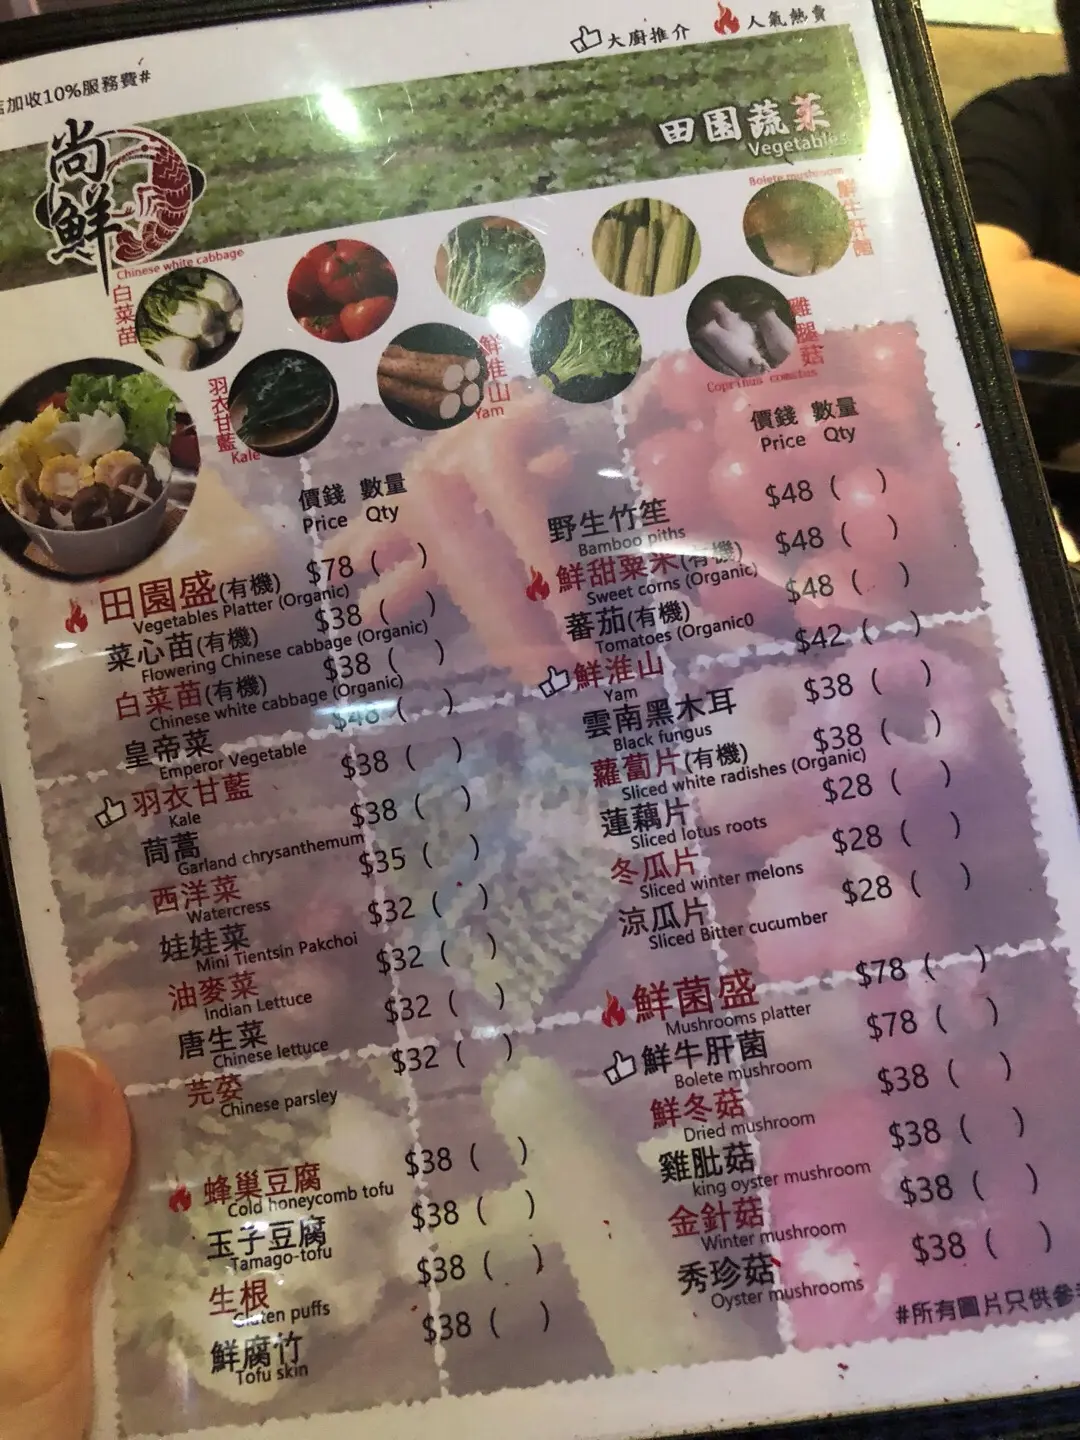 加收10%服務費#
大廚推介 人氣熱賣
尚鮮
田園蔬菜
Vegetables
Chinese white cabbage
白菜苗
羽衣甘藍
Kale
鮮淮山
Yam
Bolete mushroom
鮮牛肝菌
雞腿菇
Coprinus comatus
價錢 數量
Price Qty
田園盛(有機) $78 ( )
Vegetables Platter (Organic)
菜心苗(有機) $38 ( )
Flowering Chinese cabbage (Organic)
白菜苗(有機) $38 ( )
Chinese white cabbage (Organic)
皇帝菜 $48 ( )
Emperor Vegetable
羽衣甘藍 $38 ( )
Kale
茼蒿 $38 ( )
Garland chrysanthemum
西洋菜 $35 ( )
Watercress
娃娃菜 $32 ( )
Mini Tientsin Pakchoi
油麥菜 $32 ( )
Indian Lettuce
唐生菜 $32 ( )
Chinese lettuce
芫荽 $32 ( )
Chinese parsley
蜂巢豆腐 $38 ( )
Cold honeycomb tofu
玉子豆腐 $38 ( )
Tamago-tofu
生根 $38 ( )
Gluten puffs
鮮腐竹 $38 ( )
Tofu skin
價錢 數量
Price Qty
野生竹笙 $48 ( )
Bamboo piths
鮮甜粟米(有機) $48 ( )
Sweet corns (Organic)
蕃茄(有機) $48 ( )
Tomatoes (Organic0
鮮淮山 $42 ( )
Yam
雲南黑木耳 $38 ( )
Black fungus
蘿蔔片(有機) $38 ( )
Sliced white radishes (Organic)
蓮藕片 $28 ( )
Sliced lotus roots
冬瓜片 $28 ( )
Sliced winter melons
涼瓜片 $28 ( )
Sliced Bitter cucumber
鮮菌盛 $78 ( )
Mushrooms platter
鮮牛肝菌 $78 ( )
Bolete mushroom
鮮冬菇 $38 ( )
Dried mushroom
雞肶菇 $38 ( )
king oyster mushroom
金針菇 $38 ( )
Winter mushroom
秀珍菇 $38 ( )
Oyster mushrooms
#所有圖片只供參